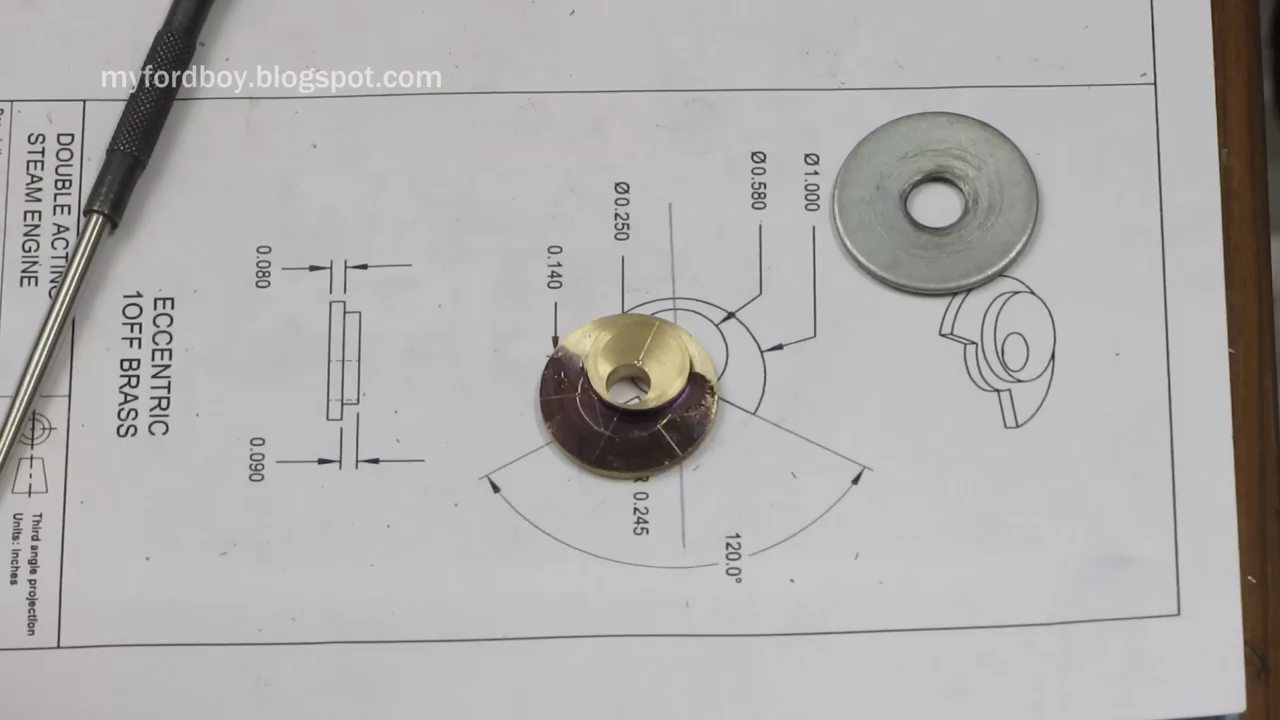 myfordboy.blogspot.com
DOUBLE ACTING
STEAM ENGINE
ECCENTRIC
1OFF BRASS
0.080
0.090
Ø0.250
0.140
Ø0.580
Ø1.000
R 0.245
120.0°
Third angle projection
Units: Inches